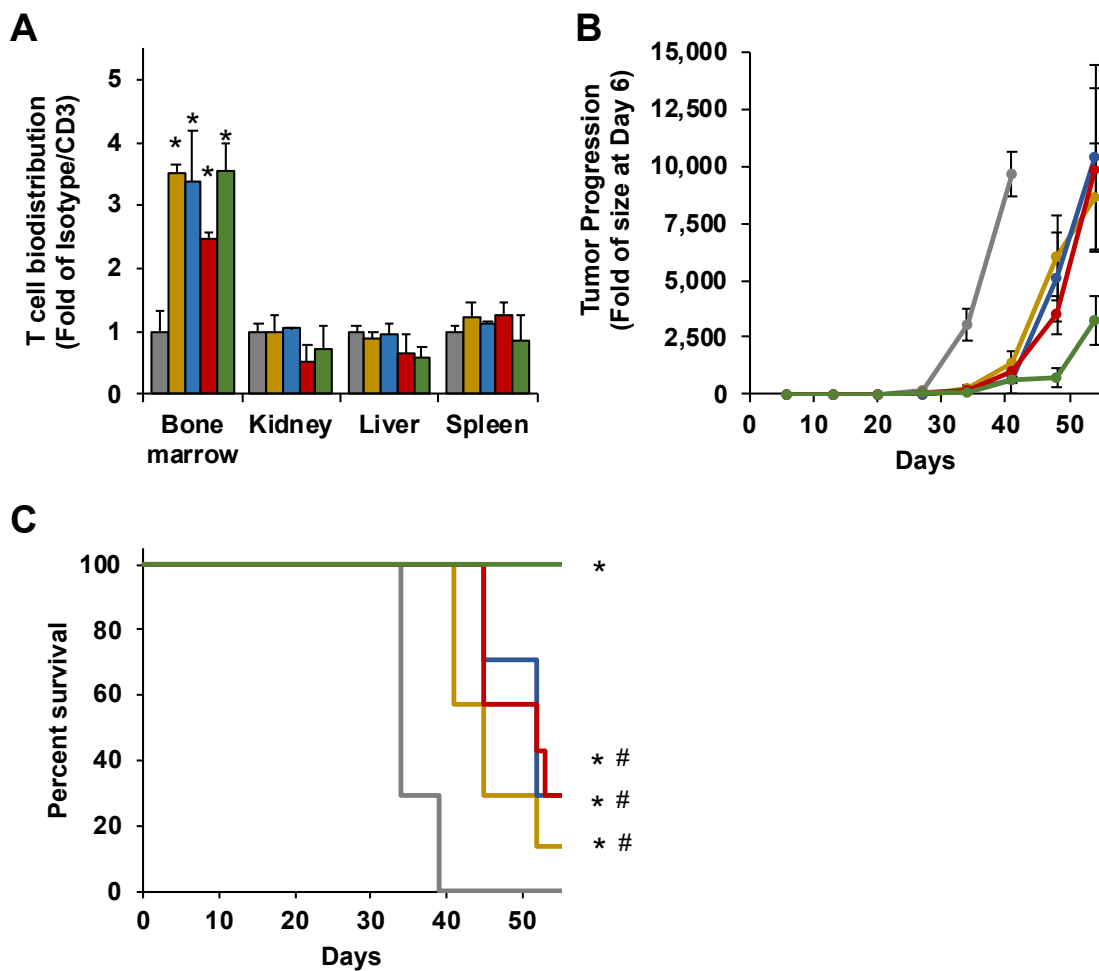 A
T cell biodistribution
(Fold of Isotype/CD3)
5
4
3
2
1
0
* * * *
Bone marrow
Kidney
Liver
Spleen
B
Tumor Progression
(Fold of size at Day 6)
15,000
12,500
10,000
7,500
5,000
2,500
0
0 10 20 30 40 50
Days
C
Percent survival
100
80
60
40
20
0
0 10 20 30 40 50
Days
*
* #
* #
* #